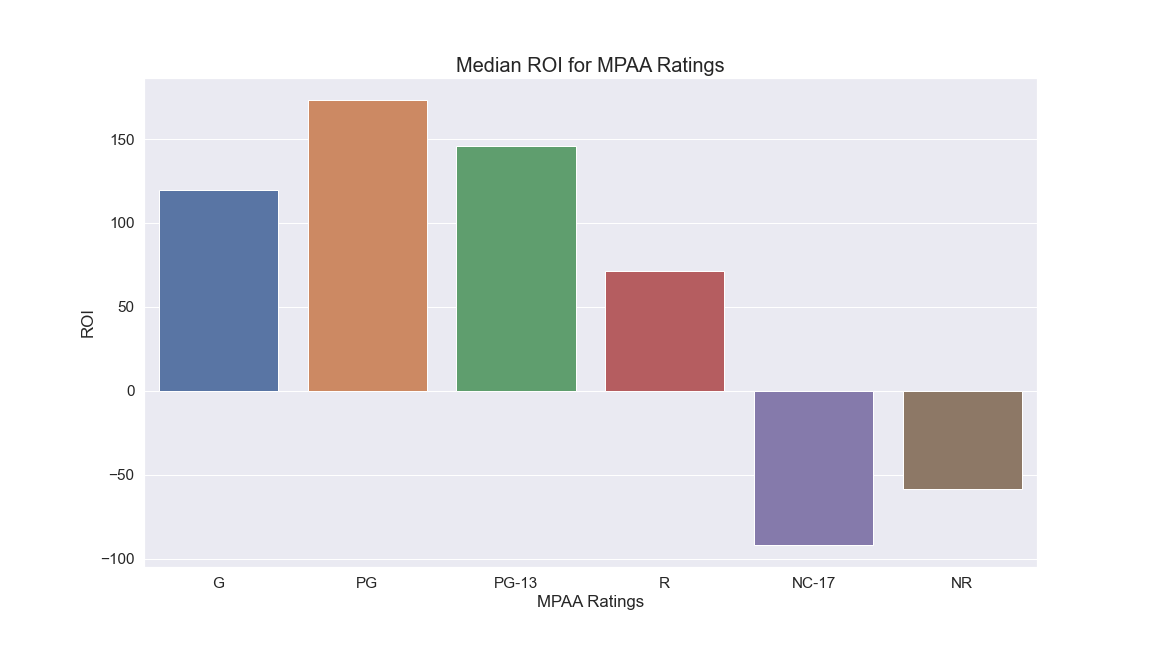 Median ROI for MPAA Ratings
150
100
50
0
−50
−100
ROI
G PG PG-13 R NC-17 NR
MPAA Ratings